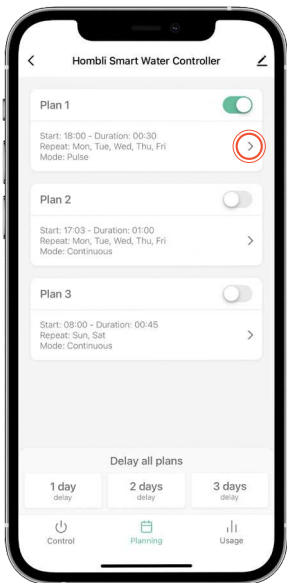 Hombli Smart Water Controller
Plan 1
Start: 18:00 - Duration: 00:30
Repeat: Mon, Tue, Wed, Thu, Fri
Mode: Pulse
Plan 2
Start: 17:03 - Duration: 01:00
Repeat: Mon, Tue, Wed, Thu, Fri
Mode: Continuous
Plan 3
Start: 08:00 - Duration: 00:45
Repeat: Sun, Sat
Mode: Continuous
Delay all plans
1 day 2 days 3 days
delay delay delay
Control Planning Usage